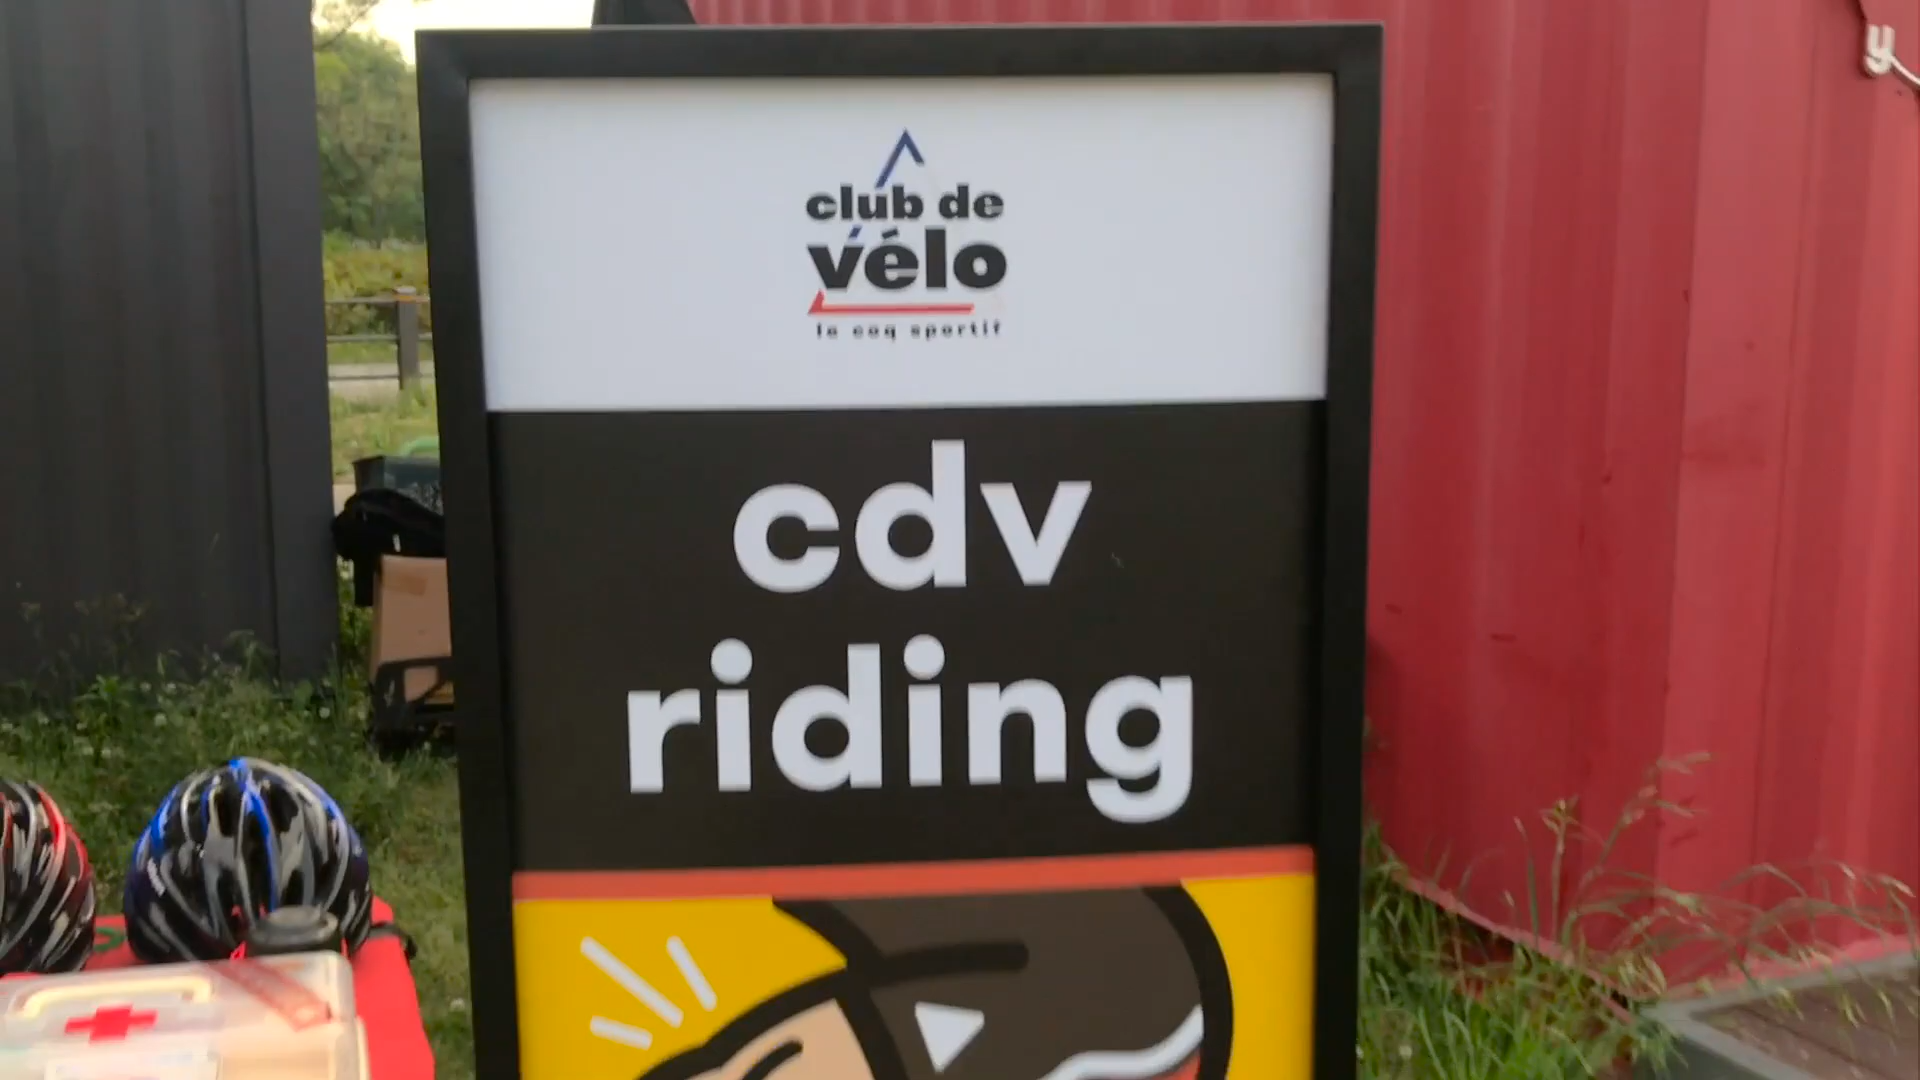 club de
vélo
le coq sportif
cdv
riding
y